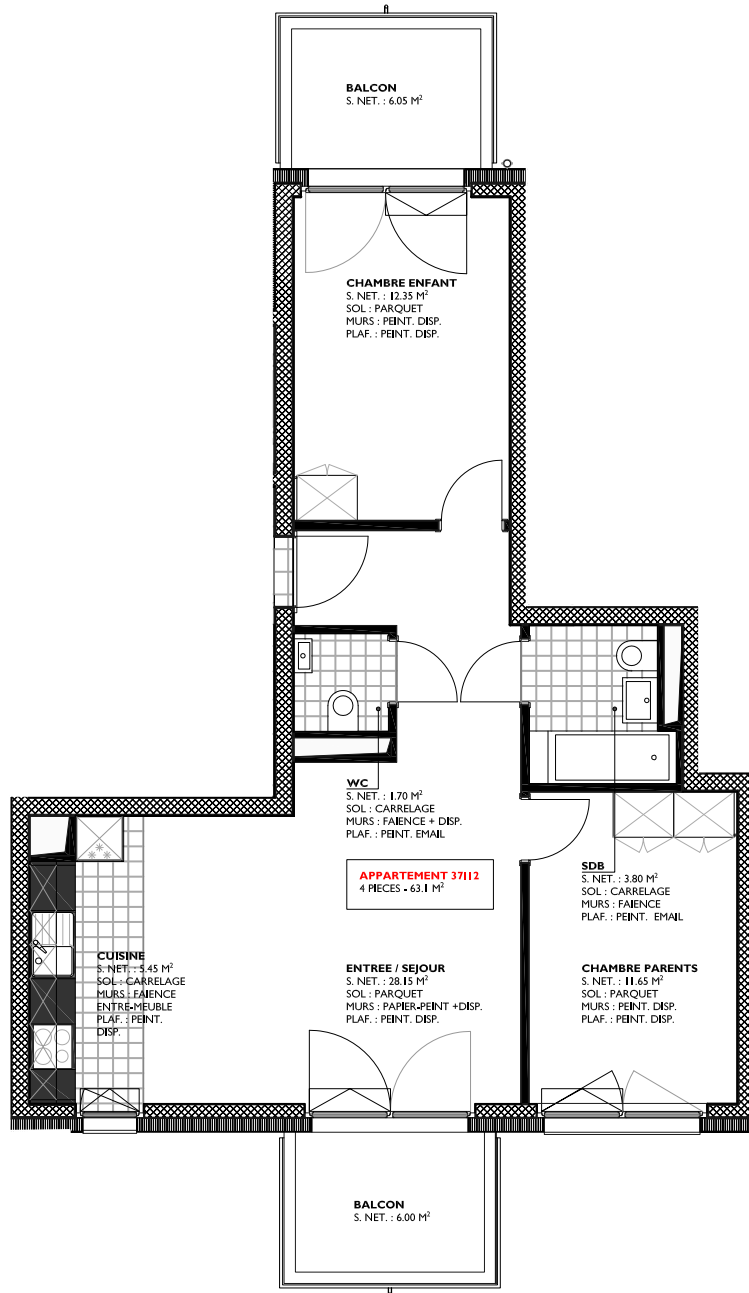 BALCON
S. NET. : 6.05 M²
CHAMBRE ENFANT
S. NET. : 12.35 M²
SOL : PARQUET
MURS : PEINT. DISP.
PLAF. : PEINT. DISP.
WC
S. NET. : 1.70 M²
SOL : CARRELAGE
MURS : FAIENCE + DISP.
PLAF. : PEINT. EMAIL
APPARTEMENT 37112
4 PIECES - 63.1 M²
SDB
S. NET. : 3.80 M²
SOL : CARRELAGE
MURS : FAIENCE
PLAF. : PEINT. EMAIL
CUISINE
S. NET. : 5.45 M²
SOL : CARRELAGE
MURS : FAIENCE
ENTRE-MEUBLE
PLAF. : PEINT.
DISP.
ENTREE / SEJOUR
S. NET. : 28.15 M²
SOL : PARQUET
MURS : PAPIER-PEINT +DISP.
PLAF. : PEINT. DISP.
CHAMBRE PARENTS
S. NET. : 11.65 M²
SOL : PARQUET
MURS : PEINT. DISP.
PLAF. : PEINT. DISP.
BALCON
S. NET. : 6.00 M²